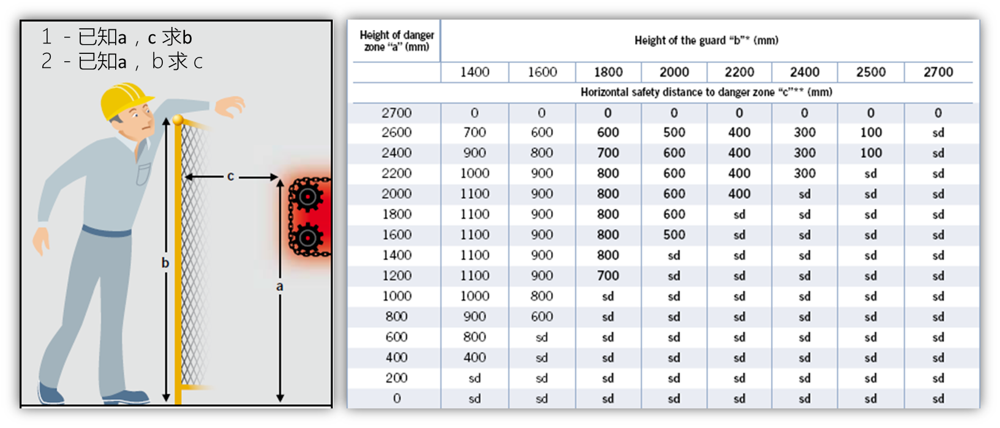 1 - 已知a，c 求b
2 - 已知a，b求c
c
b
a
Height of danger zone "a" (mm)
Height of the guard "b"* (mm)
1400 1600 1800 2000 2200 2400 2500 2700
Horizontal safety distance to danger zone "c"** (mm)
2700 0 0 0 0 0 0 0 0
2600 700 600 600 500 400 300 100 sd
2400 900 800 700 600 400 300 100 sd
2200 1000 900 800 600 400 300 sd sd
2000 1100 900 800 600 400 sd sd sd
1800 1100 900 800 600 sd sd sd sd
1600 1100 900 800 500 sd sd sd sd
1400 1100 900 800 sd sd sd sd sd
1200 1100 900 700 sd sd sd sd sd
1000 1000 800 sd sd sd sd sd sd
800 900 600 sd sd sd sd sd sd
600 800 sd sd sd sd sd sd sd
400 400 sd sd sd sd sd sd sd
200 sd sd sd sd sd sd sd sd
0 sd sd sd sd sd sd sd sd